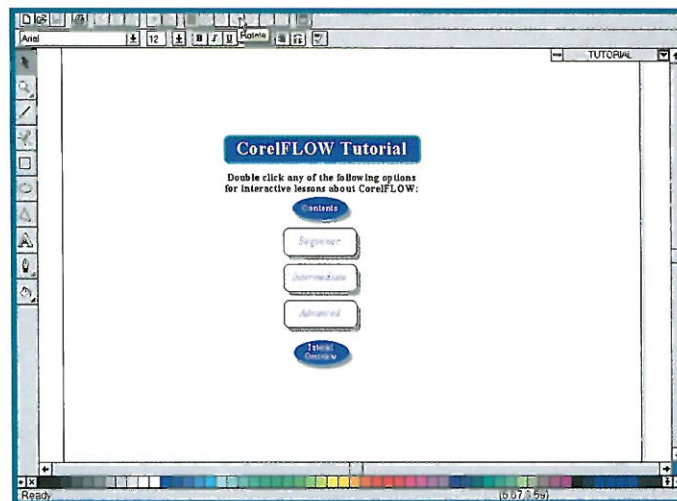 Arial
12
B I U
Rotate
TUTORIAL
CorelFLOW Tutorial
Double click any of the following options
for interactive lessons about CorelFLOW:
Contents
Beginner
Intermediate
Advanced
Tutorial
Overview
Ready